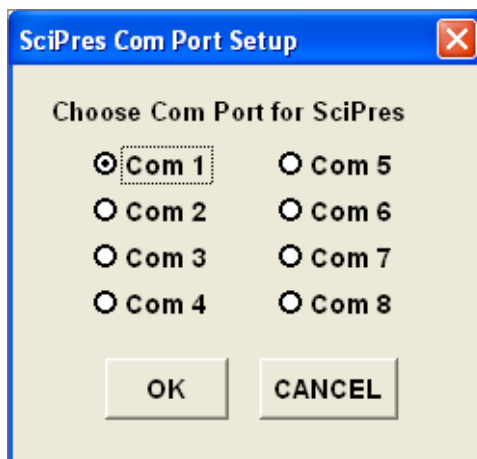 SciPres Com Port Setup
Choose Com Port for SciPres
Com 1 Com 5
Com 2 Com 6
Com 3 Com 7
Com 4 Com 8
OK CANCEL